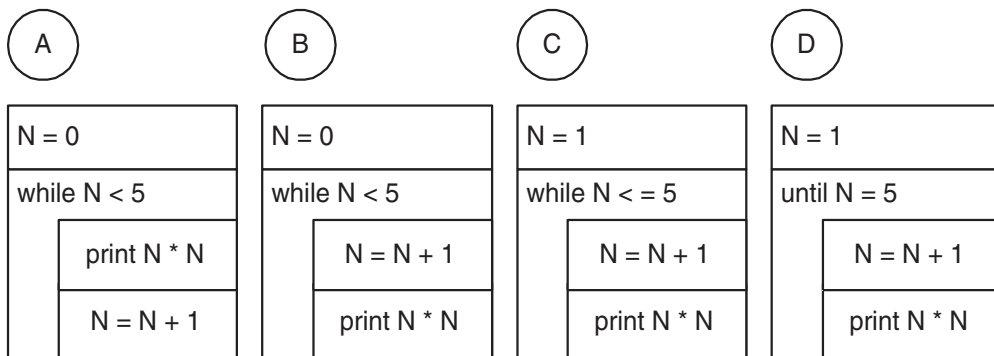 A
B
C
D
N = 0
while N < 5
print N * N
N = N + 1
N = 0
while N < 5
N = N + 1
print N * N
N = 1
while N < = 5
N = N + 1
print N * N
N = 1
until N = 5
N = N + 1
print N * N